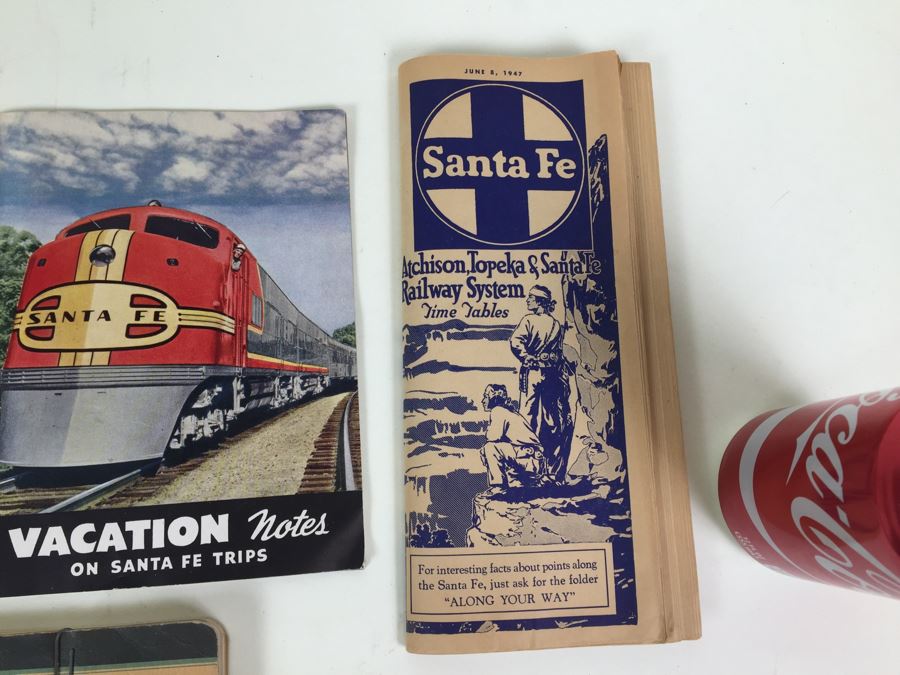 SANTA FE
VACATION Notes
ON SANTA FE TRIPS
JUNE 8, 1947
Santa Fe
Atchison, Topeka & Santa Fe
Railway System
Time Tables
For interesting facts about points along
the Santa Fe, just ask for the folder
"ALONG YOUR WAY"
Coca-Cola